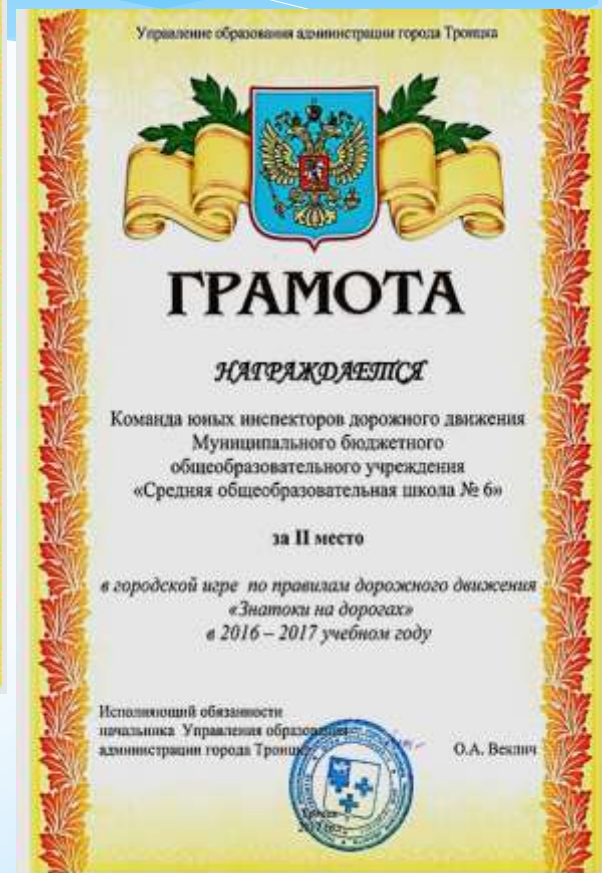 Управление образования администрации города Троицка
ГРАМОТА
НАГРАЖДАЕТСЯ
Команда юных инспекторов дорожного движения
Муниципального бюджетного
общеобразовательного учреждения
«Средняя общеобразовательная школа № 6»
за II место
в городской игре по правилам дорожного движения
«Знатоки на дорогах»
в 2016 – 2017 учебном году
Исполняющий обязанности
начальника Управления образования
администрации города Троицка
О.А. Веклич